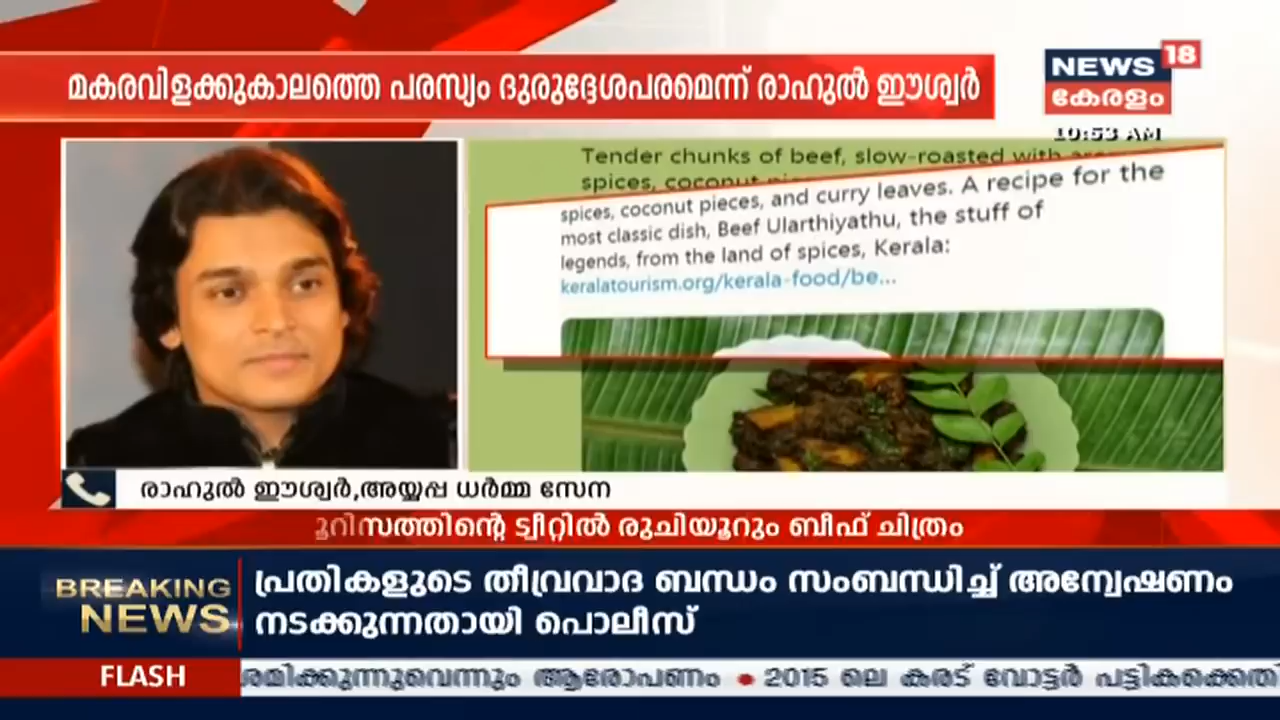 മകരവിളക്കുകാലത്തെ പരസ്യം ദുരുദ്ദേശപരമെന്ന് രാഹുൽ ഈശ്വർ
NEWS 18
കേരളം
10:53 AM
Tender chunks of beef, slow-roasted with
spices, coconut
spices, coconut pieces, and curry leaves. A recipe for the
most classic dish, Beef Ularthiyathu, the stuff of
legends, from the land of spices, Kerala:
keralatourism.org/kerala-food/be...
രാഹുൽ ഈശ്വർ,അയ്യപ്പ ധർമ്മ സേന
ടൂറിസത്തിന്റെ ട്വീറ്റിൽ രുചിയൂറും ബീഫ് ചിത്രം
BREAKING NEWS
പ്രതികളുടെ തീവ്രവാദ ബന്ധം സംബന്ധിച്ച് അന്വേഷണം
നടക്കുന്നതായി പൊലീസ്
FLASH
രമിക്കുന്നുവെന്നും ആരോപണം • 2015 ലെ കരട് വോട്ടർ പട്ടികക്കെതി